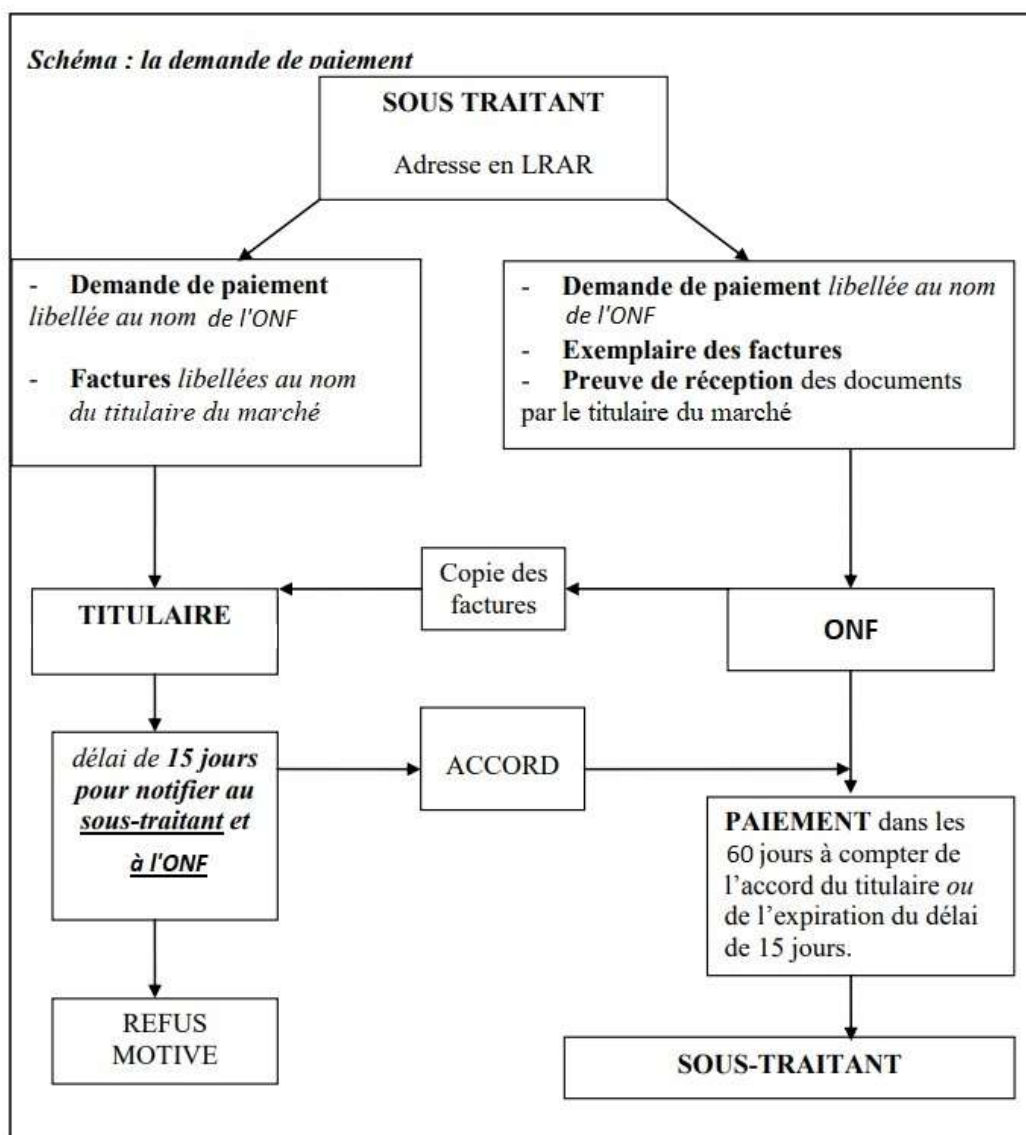 Schéma : la demande de paiement
SOUS TRAITANT
Adresse en LRAR
- Demande de paiement
libellée au nom de l'ONF
- Factures libellées au nom
du titulaire du marché
- Demande de paiement libellée au nom
de l'ONF
- Exemplaire des factures
- Preuve de réception des documents
par le titulaire du marché
Copie des
factures
TITULAIRE
ONF
délai de 15 jours
pour notifier au
sous-traitant et
à l'ONF
ACCORD
PAIEMENT dans les
60 jours à compter de
l’accord du titulaire ou
de l’expiration du délai
de 15 jours.
REFUS
MOTIVE
SOUS-TRAITANT